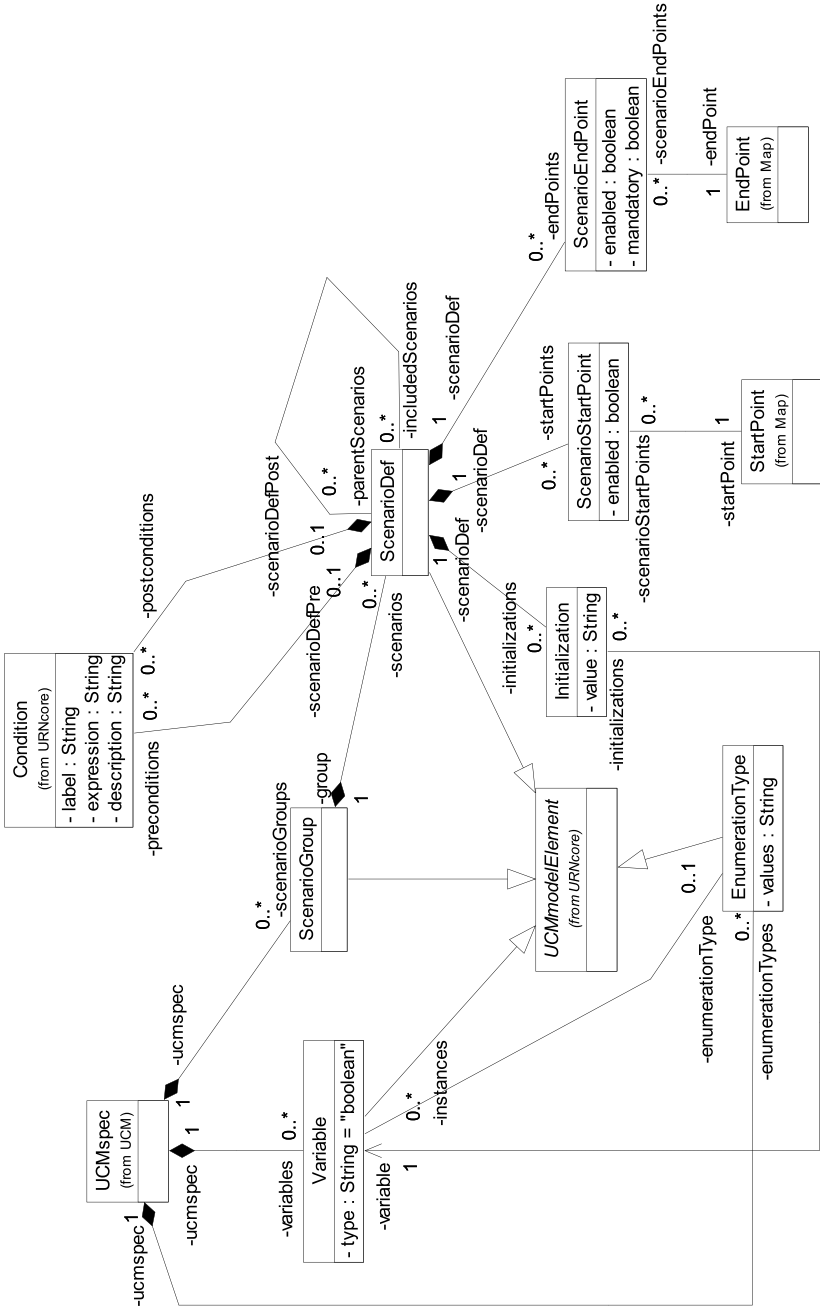 UCMspec
(from UCM)
-ucmspec
1
-ucmspec
1
-ucmspec
1
Condition
(from URNcore)
- label : String
- expression : String
- description : String
-preconditions
0..*
-postconditions
0..*
-scenarioDefPre
0..1
-scenarioDefPost
0..1
-scenarioGroups
0..*
ScenarioGroup
-group
1
-scenarios
0..*
ScenarioDef
-parentScenarios
0..*
-includedScenarios
0..*
-variables
0..*
Variable
- type : String = "boolean"
-variable
1
-instances
0..*
UCMmodelElement
(from URNcore)
-scenarioDef
1
-scenarioDef
1
-scenarioDef
1
-initializations
0..*
Initialization
- value : String
-initializations
0..*
-startPoints
0..*
ScenarioStartPoint
- enabled : boolean
-scenarioStartPoints
0..*
-startPoint
1
StartPoint
(from Map)
-endPoints
0..*
ScenarioEndPoint
- enabled : boolean
- mandatory : boolean
-scenarioEndPoints
0..*
-endPoint
1
EndPoint
(from Map)
-enumerationType
0..1
-enumerationTypes
0..*
EnumerationType
- values : String